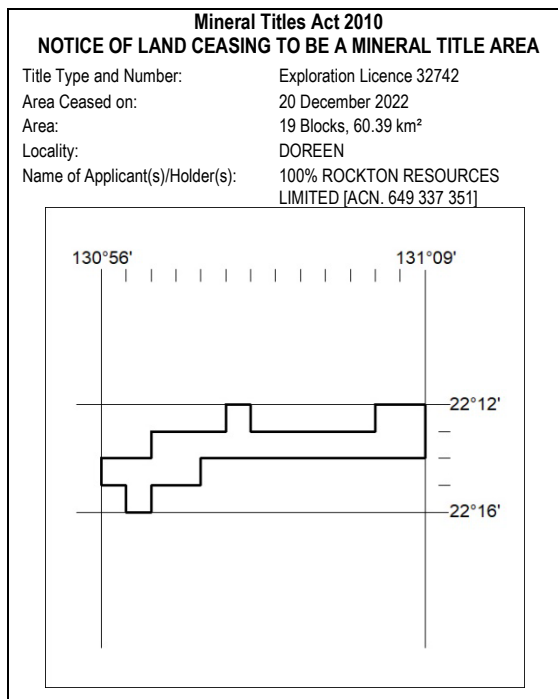 Mineral Titles Act 2010
NOTICE OF LAND CEASING TO BE A MINERAL TITLE AREA
Title Type and Number: Exploration Licence 32742
Area Ceased on: 20 December 2022
Area: 19 Blocks, 60.39 km²
Locality: DOREEN
Name of Applicant(s)/Holder(s): 100% ROCKTON RESOURCES
LIMITED [ACN. 649 337 351]
130°56' 131°09'
22°12'
22°16'